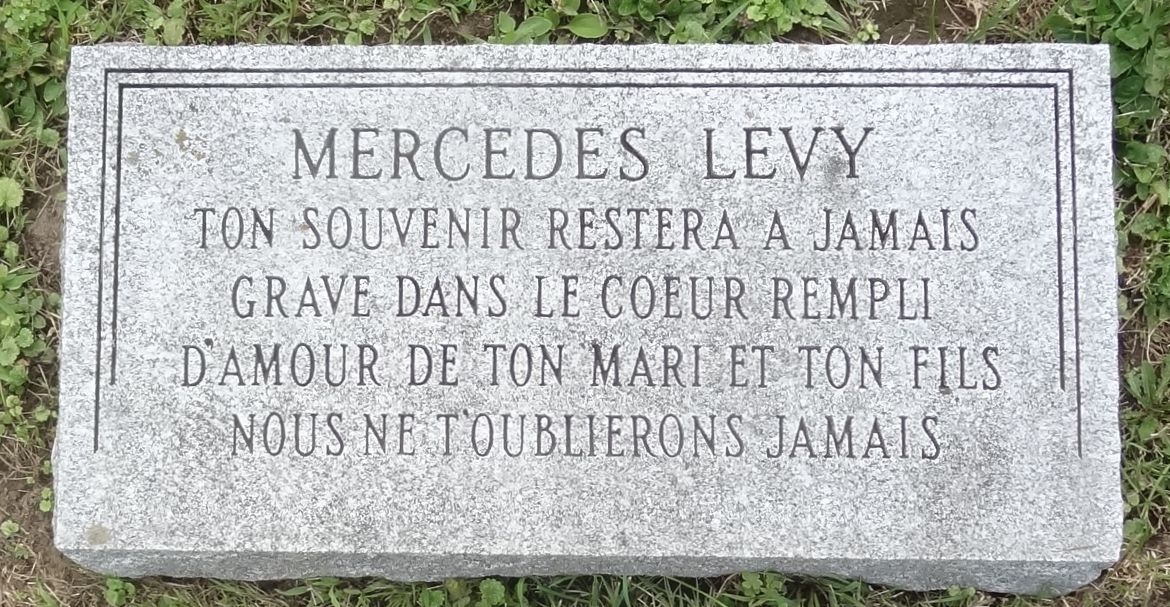 MERCEDES LEVY
TON SOUVENIR RESTERA A JAMAIS
GRAVE DANS LE COEUR REMPLI
D'AMOUR DE TON MARI ET TON FILS
NOUS NE T'OUBLIERONS JAMAIS